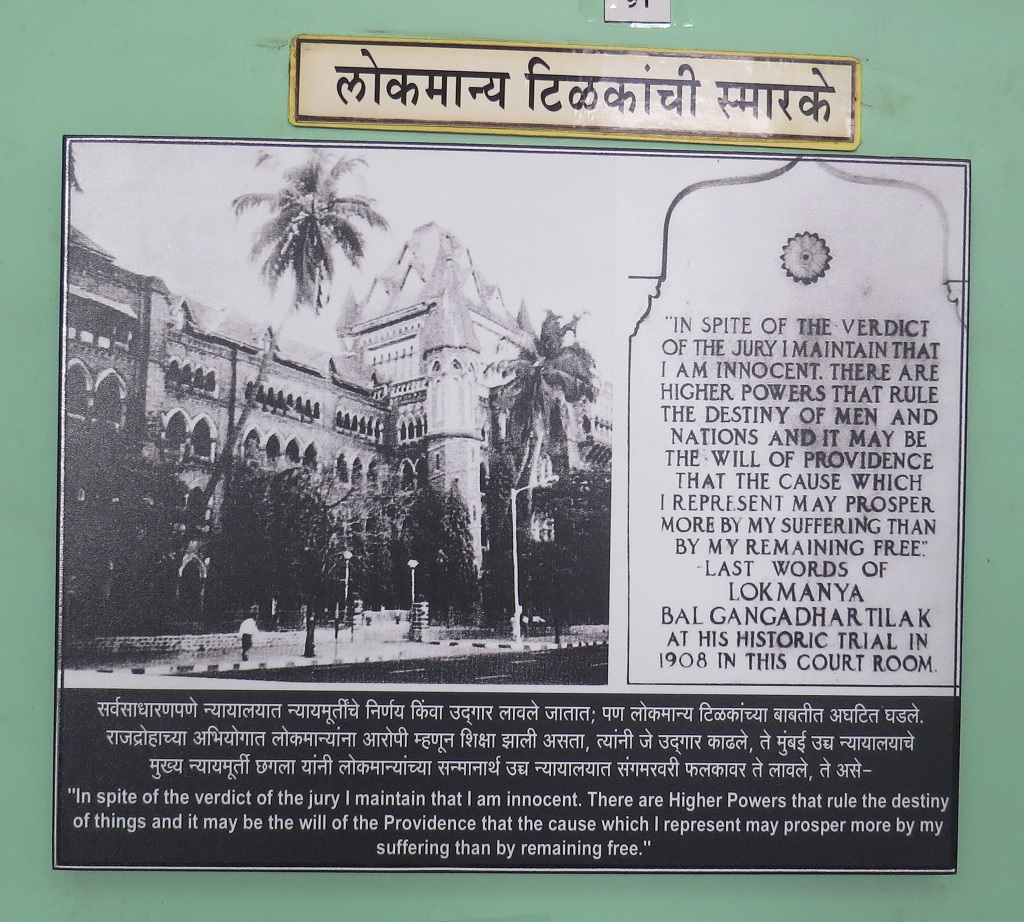 लोकमान्य टिळकांची स्मारके
"IN SPITE OF THE VERDICT
OF THE JURY I MAINTAIN THAT
I AM INNOCENT. THERE ARE
HIGHER POWERS THAT RULE
THE DESTINY OF MEN AND
NATIONS AND IT MAY BE
THE WILL OF PROVIDENCE
THAT THE CAUSE WHICH
I REPRESENT MAY PROSPER
MORE BY MY SUFFERING THAN
BY MY REMAINING FREE."
-LAST WORDS OF
LOKMANYA
BAL GANGADHAR TILAK
AT HIS HISTORIC TRIAL IN
1908 IN THIS COURT ROOM.
सर्वसाधारणपणे न्यायालयात न्यायमूर्तींचे निर्णय किंवा उद्‌गार लावले जातात; पण लोकमान्य टिळकांच्या बाबतीत अघटित घडले.
राजद्रोहाच्या अभियोगात लोकमान्यांना आरोपी म्हणून शिक्षा झाली असता, त्यांनी जे उद्‌गार काढले, ते मुंबई उच्च न्यायालयाचे
मुख्य न्यायमूर्ती छगला यांनी लोकमान्यांच्या सन्मानार्थ उच्च न्यायालयात संगमरवरी फलकावर ते लावले, ते असे-
"In spite of the verdict of the jury I maintain that I am innocent. There are Higher Powers that rule the destiny
of things and it may be the will of the Providence that the cause which I represent may prosper more by my
suffering than by remaining free."